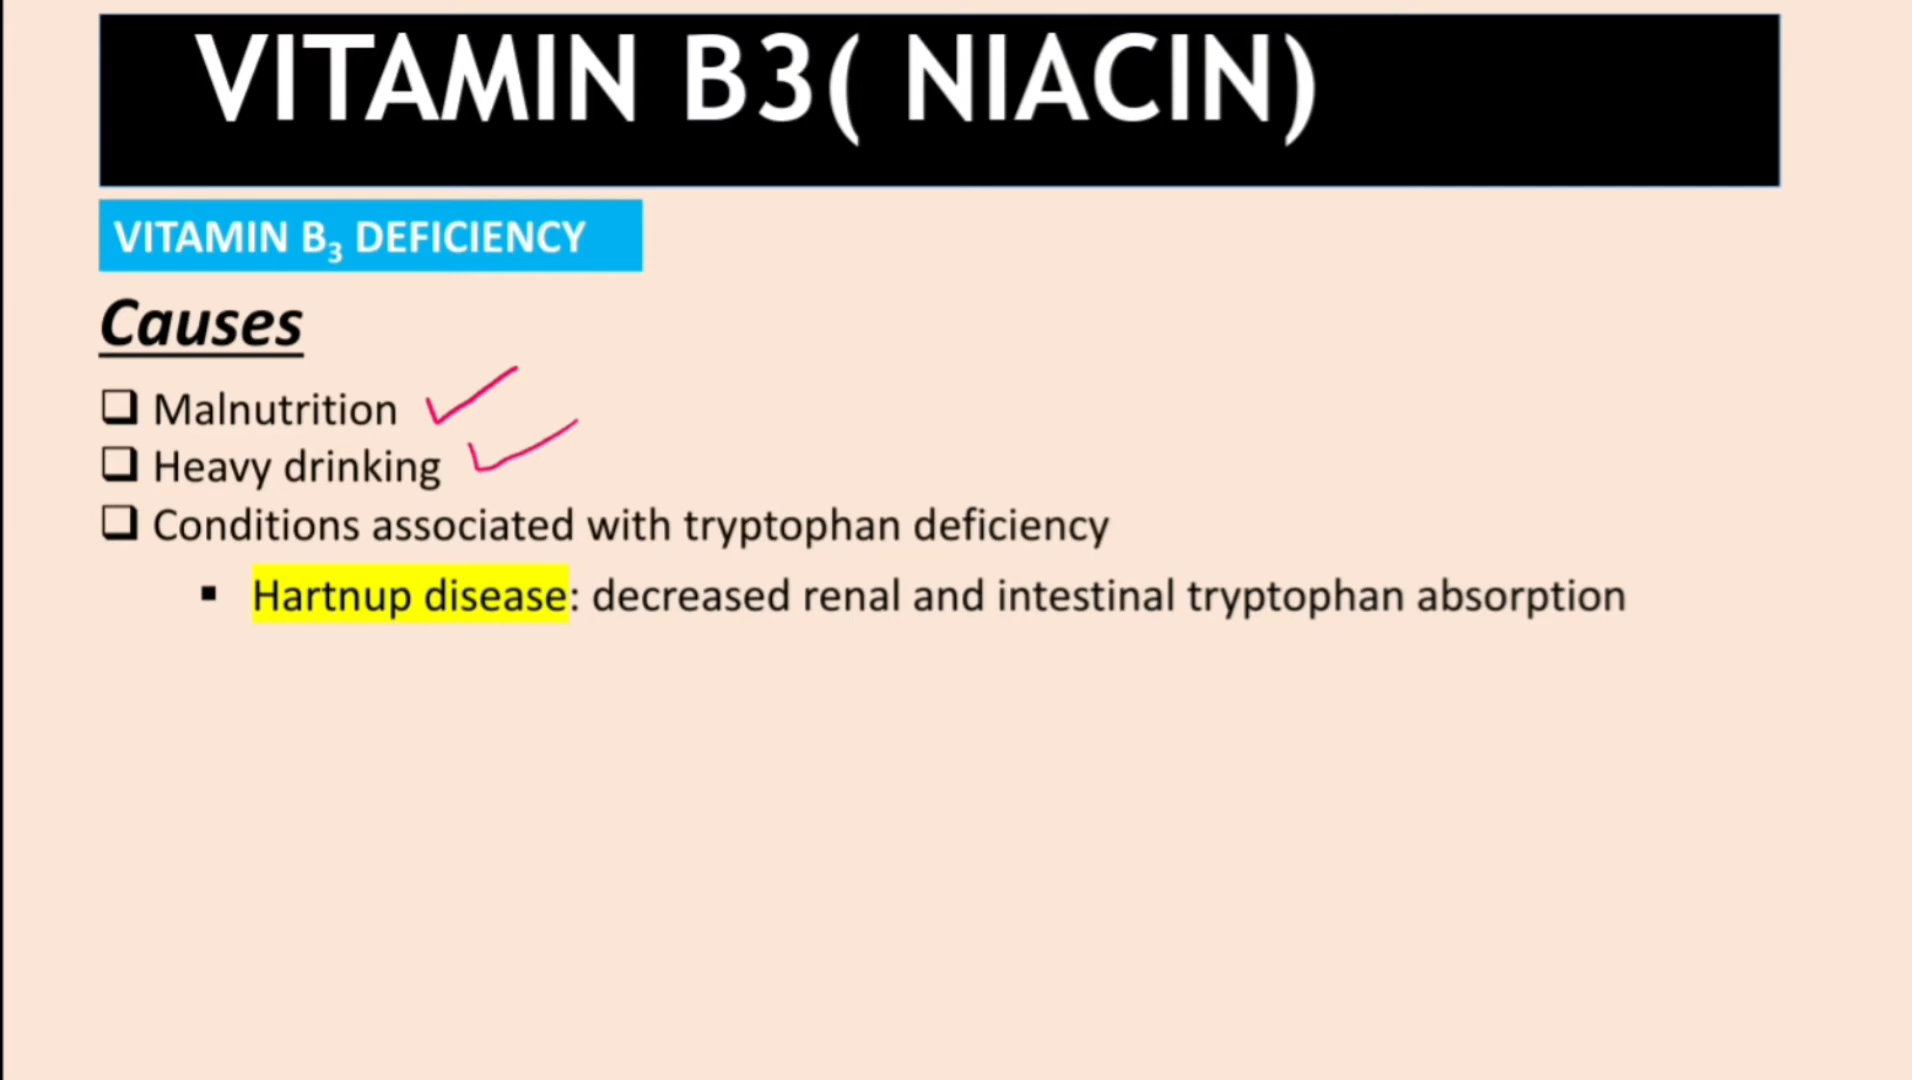 VITAMIN B3( NIACIN)
VITAMIN B₃ DEFICIENCY
Causes
❑ Malnutrition
❑ Heavy drinking
❑ Conditions associated with tryptophan deficiency
▪ Hartnup disease: decreased renal and intestinal tryptophan absorption